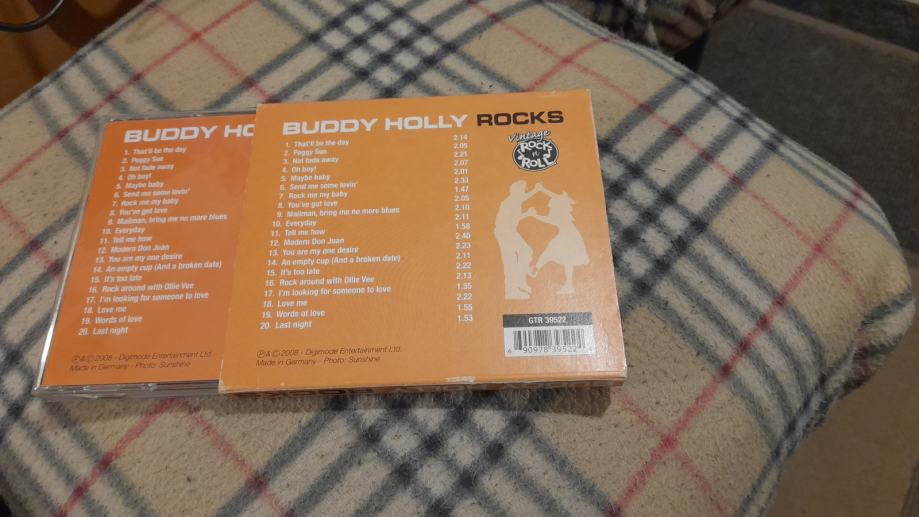 BUDDY HO
1. That'll be the day
2. Peggy Sue
3. Not fade away
4. Oh boy!
5. Maybe baby
6. Send me some lovin'
7. Rock me my baby
8. You've got love
9. Mailman, bring me no more blues
10. Everyday
11. Tell me how
12. Modern Don Juan
13. You are my one desire
14. An empty cup (And a broken date)
15. It's too late
16. Rock around with Ollie Vee
17. I'm looking for someone to love
18. Love me
19. Words of love
20. Last night
℗&©2008 - Digimode Entertainment Ltd.
Made in Germany - Photo: Sunshine
BUDDY HOLLY ROCKS
1. That'll be the day 2.14
2. Peggy Sue 2.05
3. Not fade away 2.21
4. Oh boy! 2.07
5. Maybe baby 2.01
6. Send me some lovin' 2.33
7. Rock me my baby 1.47
8. You've got love 2.05
9. Mailman, bring me no more blues 2.10
10. Everyday 2.11
11. Tell me how 1.58
12. Modern Don Juan 2.40
13. You are my one desire 2.23
14. An empty cup (And a broken date) 2.11
15. It's too late 2.22
16. Rock around with Ollie Vee 2.13
17. I'm looking for someone to love 1.55
18. Love me 2.22
19. Words of love 1.55
20. Last night 1.53
℗&©2008 - Digimode Entertainment Ltd.
Made in Germany - Photo: Sunshine
Vintage
ROCK
n
ROLL
GTR 39522
6 90978 39522